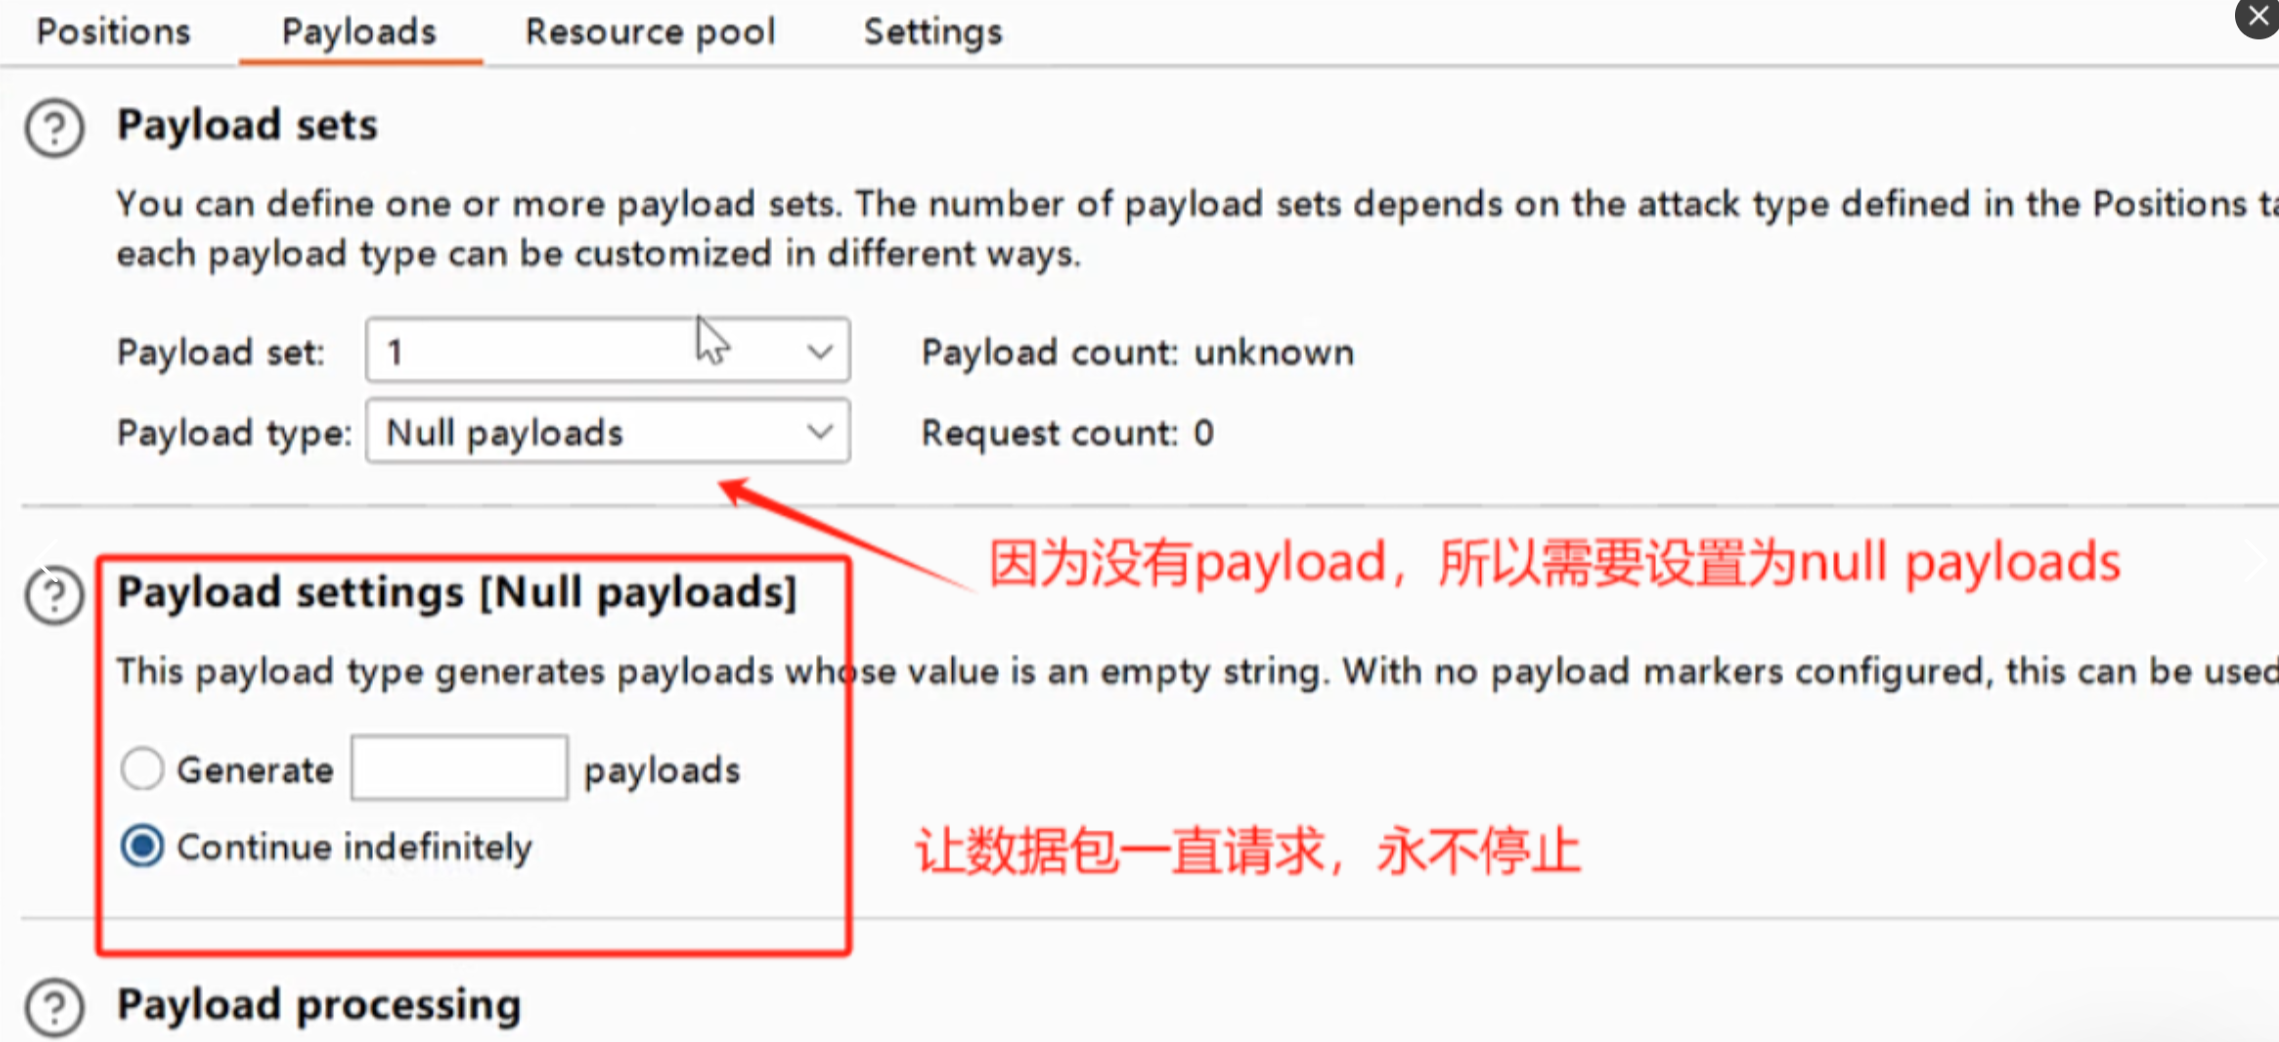 Positions Payloads Resource pool Settings
Payload sets
You can define one or more payload sets. The number of payload sets depends on the attack type defined in the Positions ta
each payload type can be customized in different ways.
Payload set: 1 Payload count: unknown
Payload type: Null payloads Request count: 0
因为没有payload，所以需要设置为null payloads
Payload settings [Null payloads]
This payload type generates payloads whose value is an empty string. With no payload markers configured, this can be used
Generate payloads
Continue indefinitely
让数据包一直请求，永不停止
Payload processing